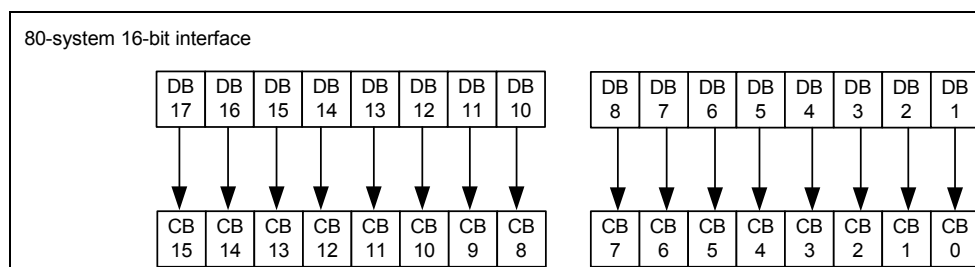 80-system 16-bit interface
DB DB DB DB DB DB DB DB DB DB DB DB DB DB DB DB
17 16 15 14 13 12 11 10 8 7 6 5 4 3 2 1
CB CB CB CB CB CB CB CB CB CB CB CB CB CB CB CB
15 14 13 12 11 10 9 8 7 6 5 4 3 2 1 0